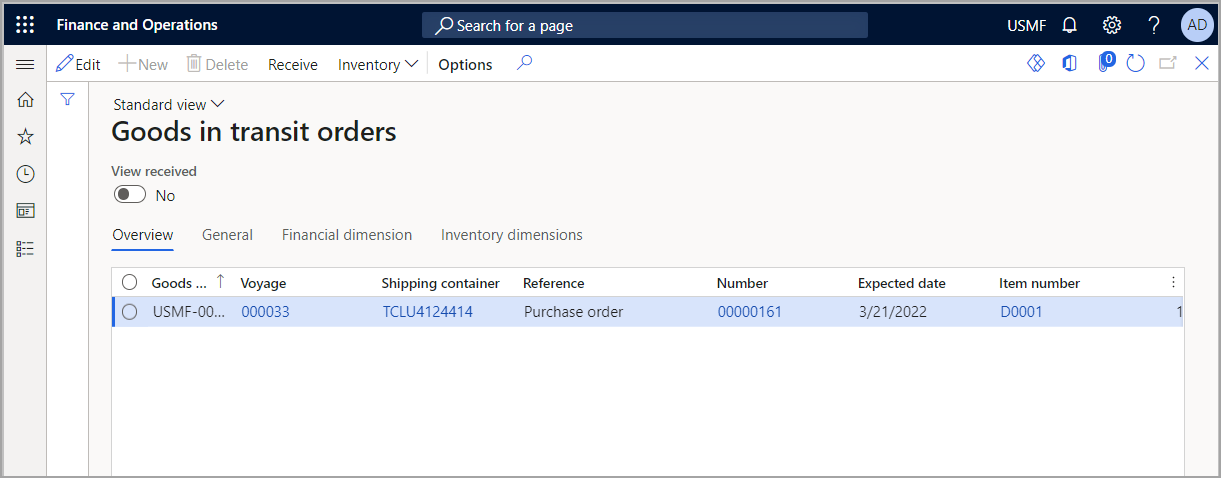 Finance and Operations Search for a page USMF AD
Edit New Delete Receive Inventory Options 0
Standard view
Goods in transit orders
View received
No
Overview General Financial dimension Inventory dimensions
Goods ... Voyage Shipping container Reference Number Expected date Item number
USMF-00... 000033 TCLU4124414 Purchase order 00000161 3/21/2022 D0001 1